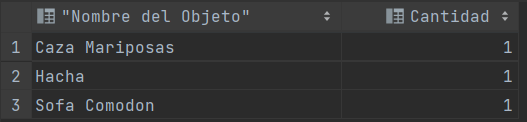 "Nombre del Objeto" Cantidad
1 Caza Mariposas 1
2 Hacha 1
3 Sofa Comodon 1